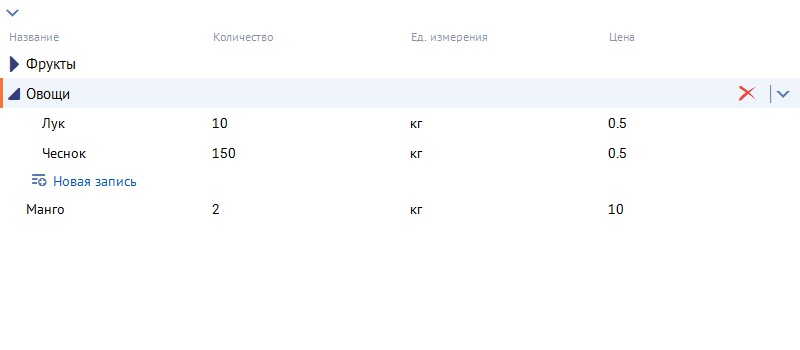 Название Количество Ед. измерения Цена
Фрукты
Овощи
Лук 10 кг 0.5
Чеснок 150 кг 0.5
Новая запись
Манго 2 кг 10